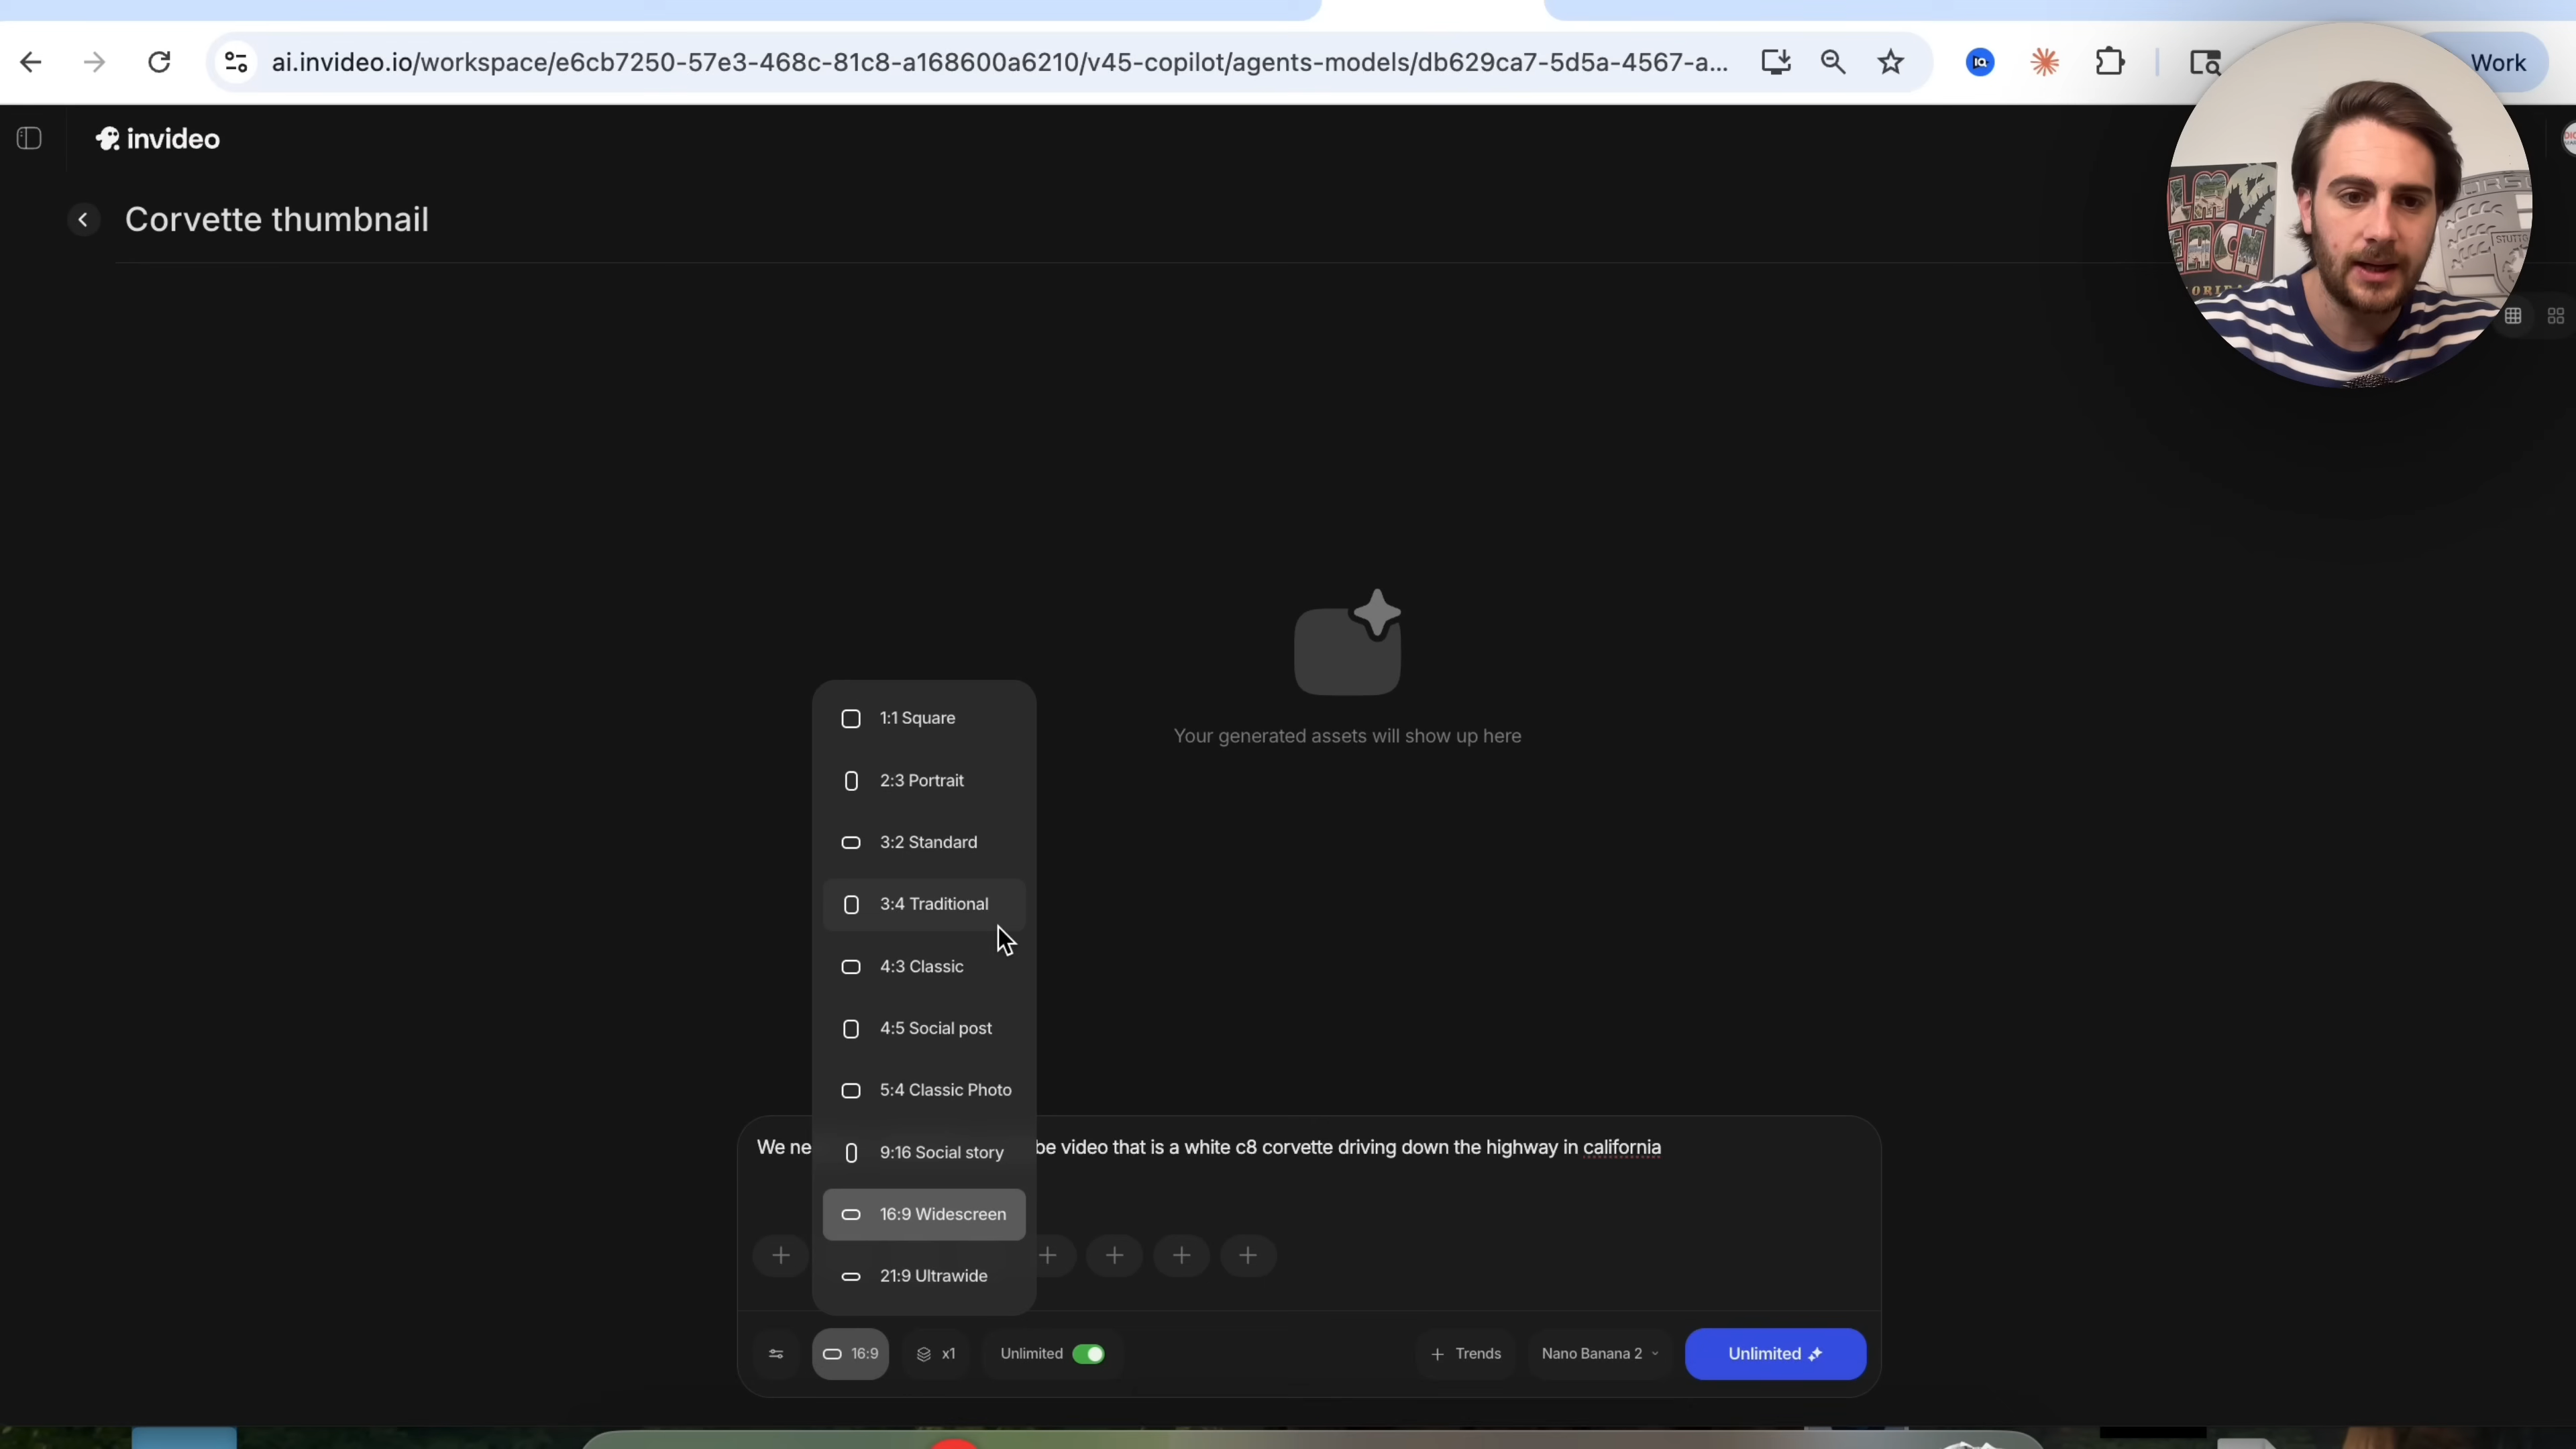 ai.invideo.io/workspace/e6cb7250-57e3-468c-81c8-a168600a6210/v45-copilot/agents-models/db629ca7-5d5a-4567-a...
IQ
Work
invideo
Corvette thumbnail
Your generated assets will show up here
1:1 Square
2:3 Portrait
3:2 Standard
3:4 Traditional
4:3 Classic
4:5 Social post
5:4 Classic Photo
9:16 Social story
16:9 Widescreen
21:9 Ultrawide
We ne
be video that is a white c8 corvette driving down the highway in california
16:9
x1
Unlimited
Trends
Nano Banana 2
Unlimited